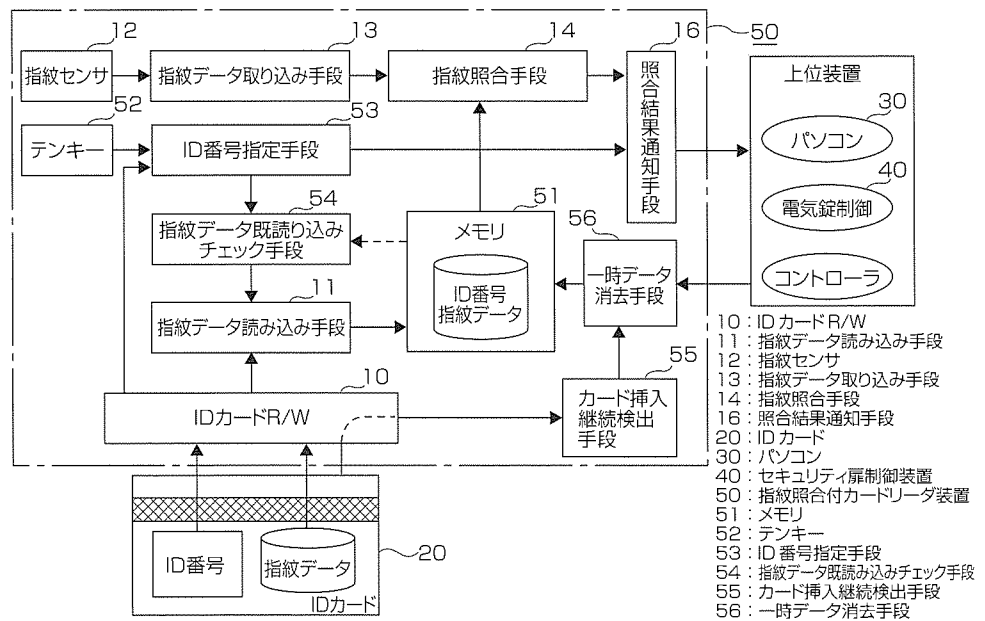 12
13
14
16
50
指紋センサ
指紋データ取り込み手段
指紋照合手段
照合結果通知手段
上位装置
52
53
30
テンキー
ID番号指定手段
パソコン
54
51
40
指紋データ既読り込み
チェック手段
メモリ
56
電気錠制御
11
ID番号
指紋データ
一時データ
消去手段
コントローラ
指紋データ読み込み手段
10
55
IDカードR/W
カード挿入
継続検出
手段
ID番号
指紋データ
20
IDカード
10：IDカードR/W
11：指紋データ読み込み手段
12：指紋センサ
13：指紋データ取り込み手段
14：指紋照合手段
16：照合結果通知手段
20：IDカード
30：パソコン
40：セキュリティ扉制御装置
50：指紋照合付カードリーダ装置
51：メモリ
52：テンキー
53：ID番号指定手段
54：指紋データ既読み込みチェック手段
55：カード挿入継続検出手段
56：一時データ消去手段